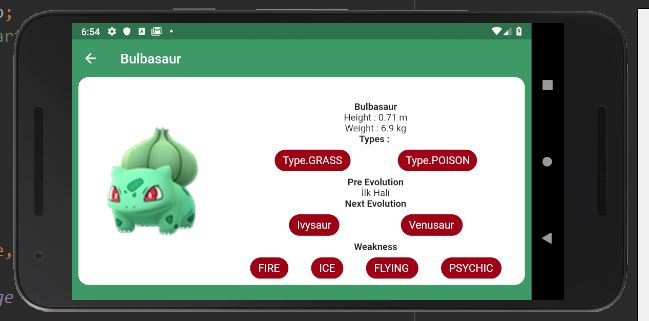 6:54
Bulbasaur
Bulbasaur
Height : 0.71 m
Weight : 6.9 kg
Types :
Type.GRASS Type.POISON
Pre Evolution
İlk Hali
Next Evolution
Ivysaur Venusaur
Weakness
FIRE ICE FLYING PSYCHIC